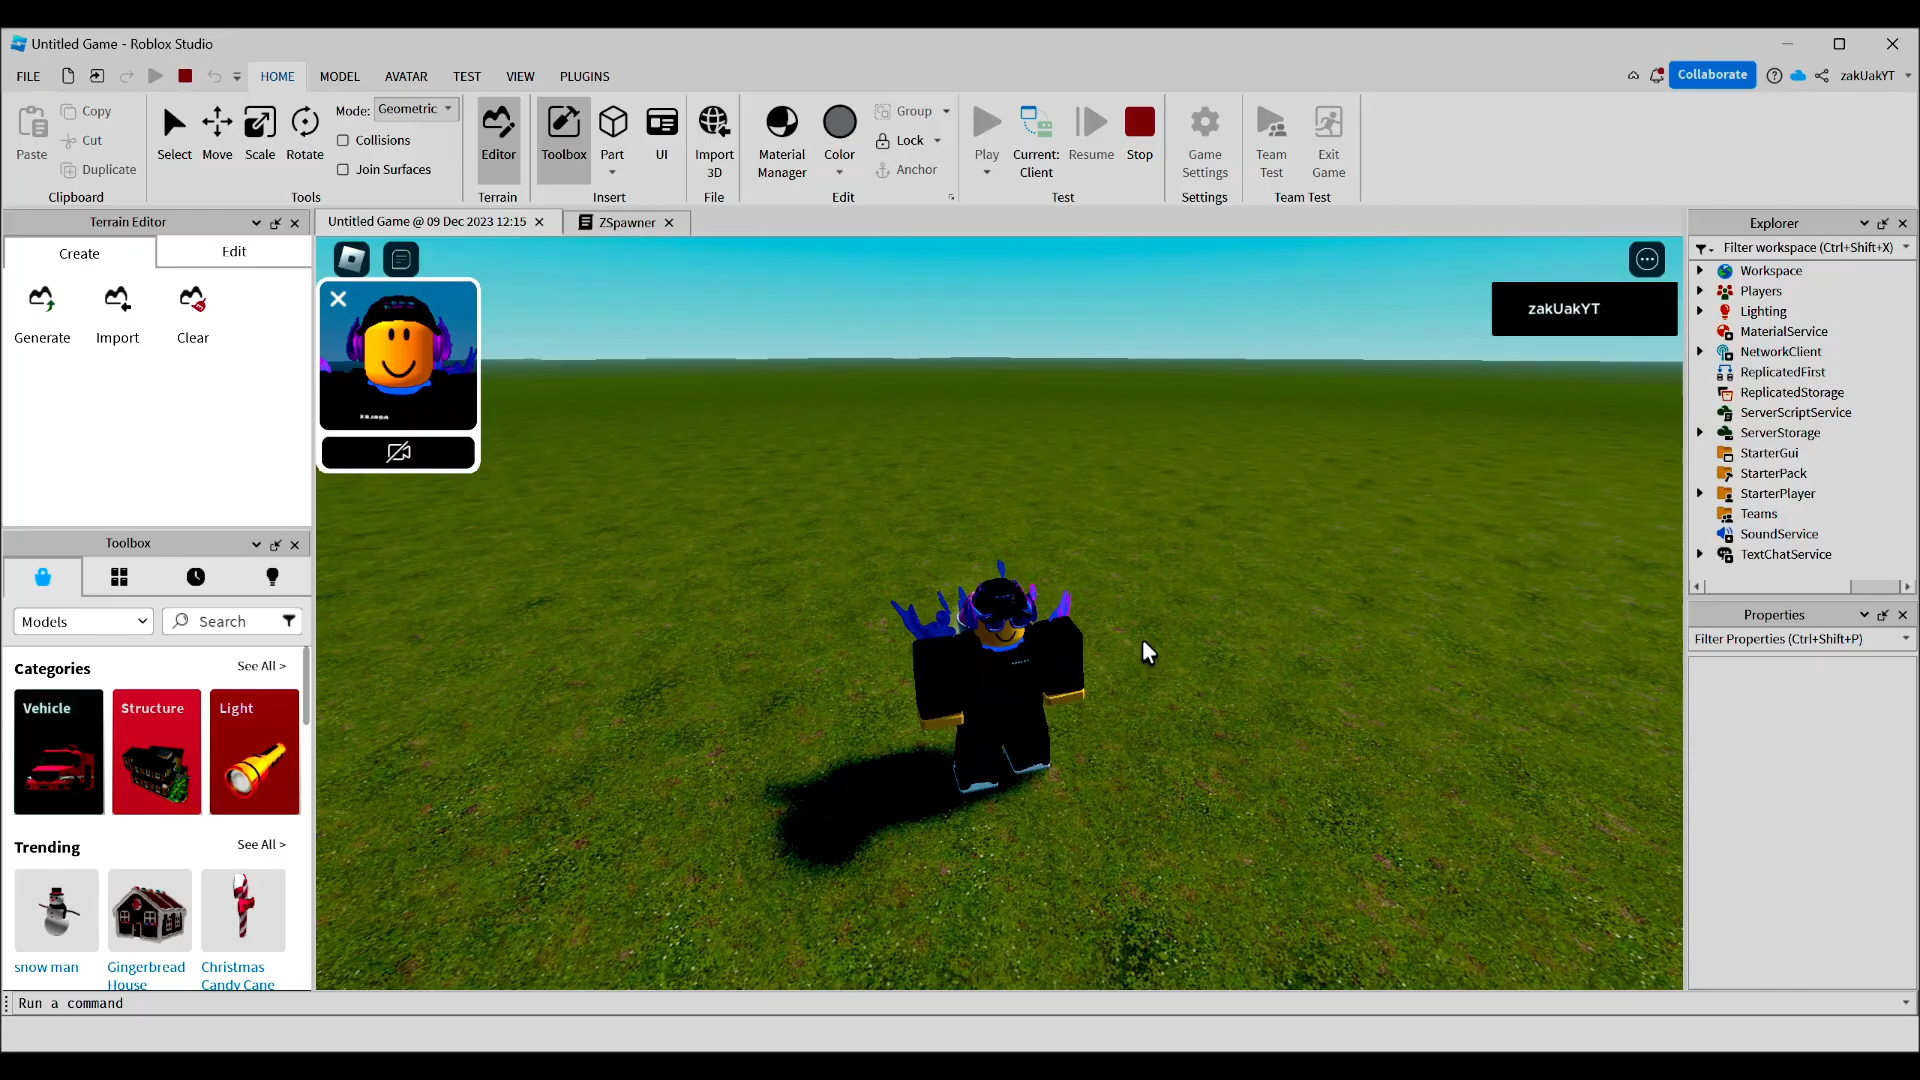 Untitled Game - Roblox Studio
FILE HOME MODEL AVATAR TEST VIEW PLUGINS Collaborate zakUakYT
Paste Copy Cut Duplicate Clipboard
Select Move Scale Rotate Mode: Geometric Collisions Join Surfaces Tools
Editor Terrain
Toolbox Part UI Insert
Import 3D File
Material Manager Color Group Lock Anchor Edit
Play Current: Client Resume Stop Test
Game Settings Settings
Team Test Exit Game Team Test
Terrain Editor
Create Edit
Generate Import Clear
Toolbox
Models Search
Categories See All >
Vehicle Structure Light
Trending See All >
snow man Gingerbread House Christmas Candy Cane
Untitled Game @ 09 Dec 2023 12:15 ZSpawner
zakUakYT
Explorer
Filter workspace (Ctrl+Shift+X)
Workspace
Players
Lighting
MaterialService
NetworkClient
ReplicatedFirst
ReplicatedStorage
ServerScriptService
ServerStorage
StarterGui
StarterPack
StarterPlayer
Teams
SoundService
TextChatService
Properties
Filter Properties (Ctrl+Shift+P)
Run a command